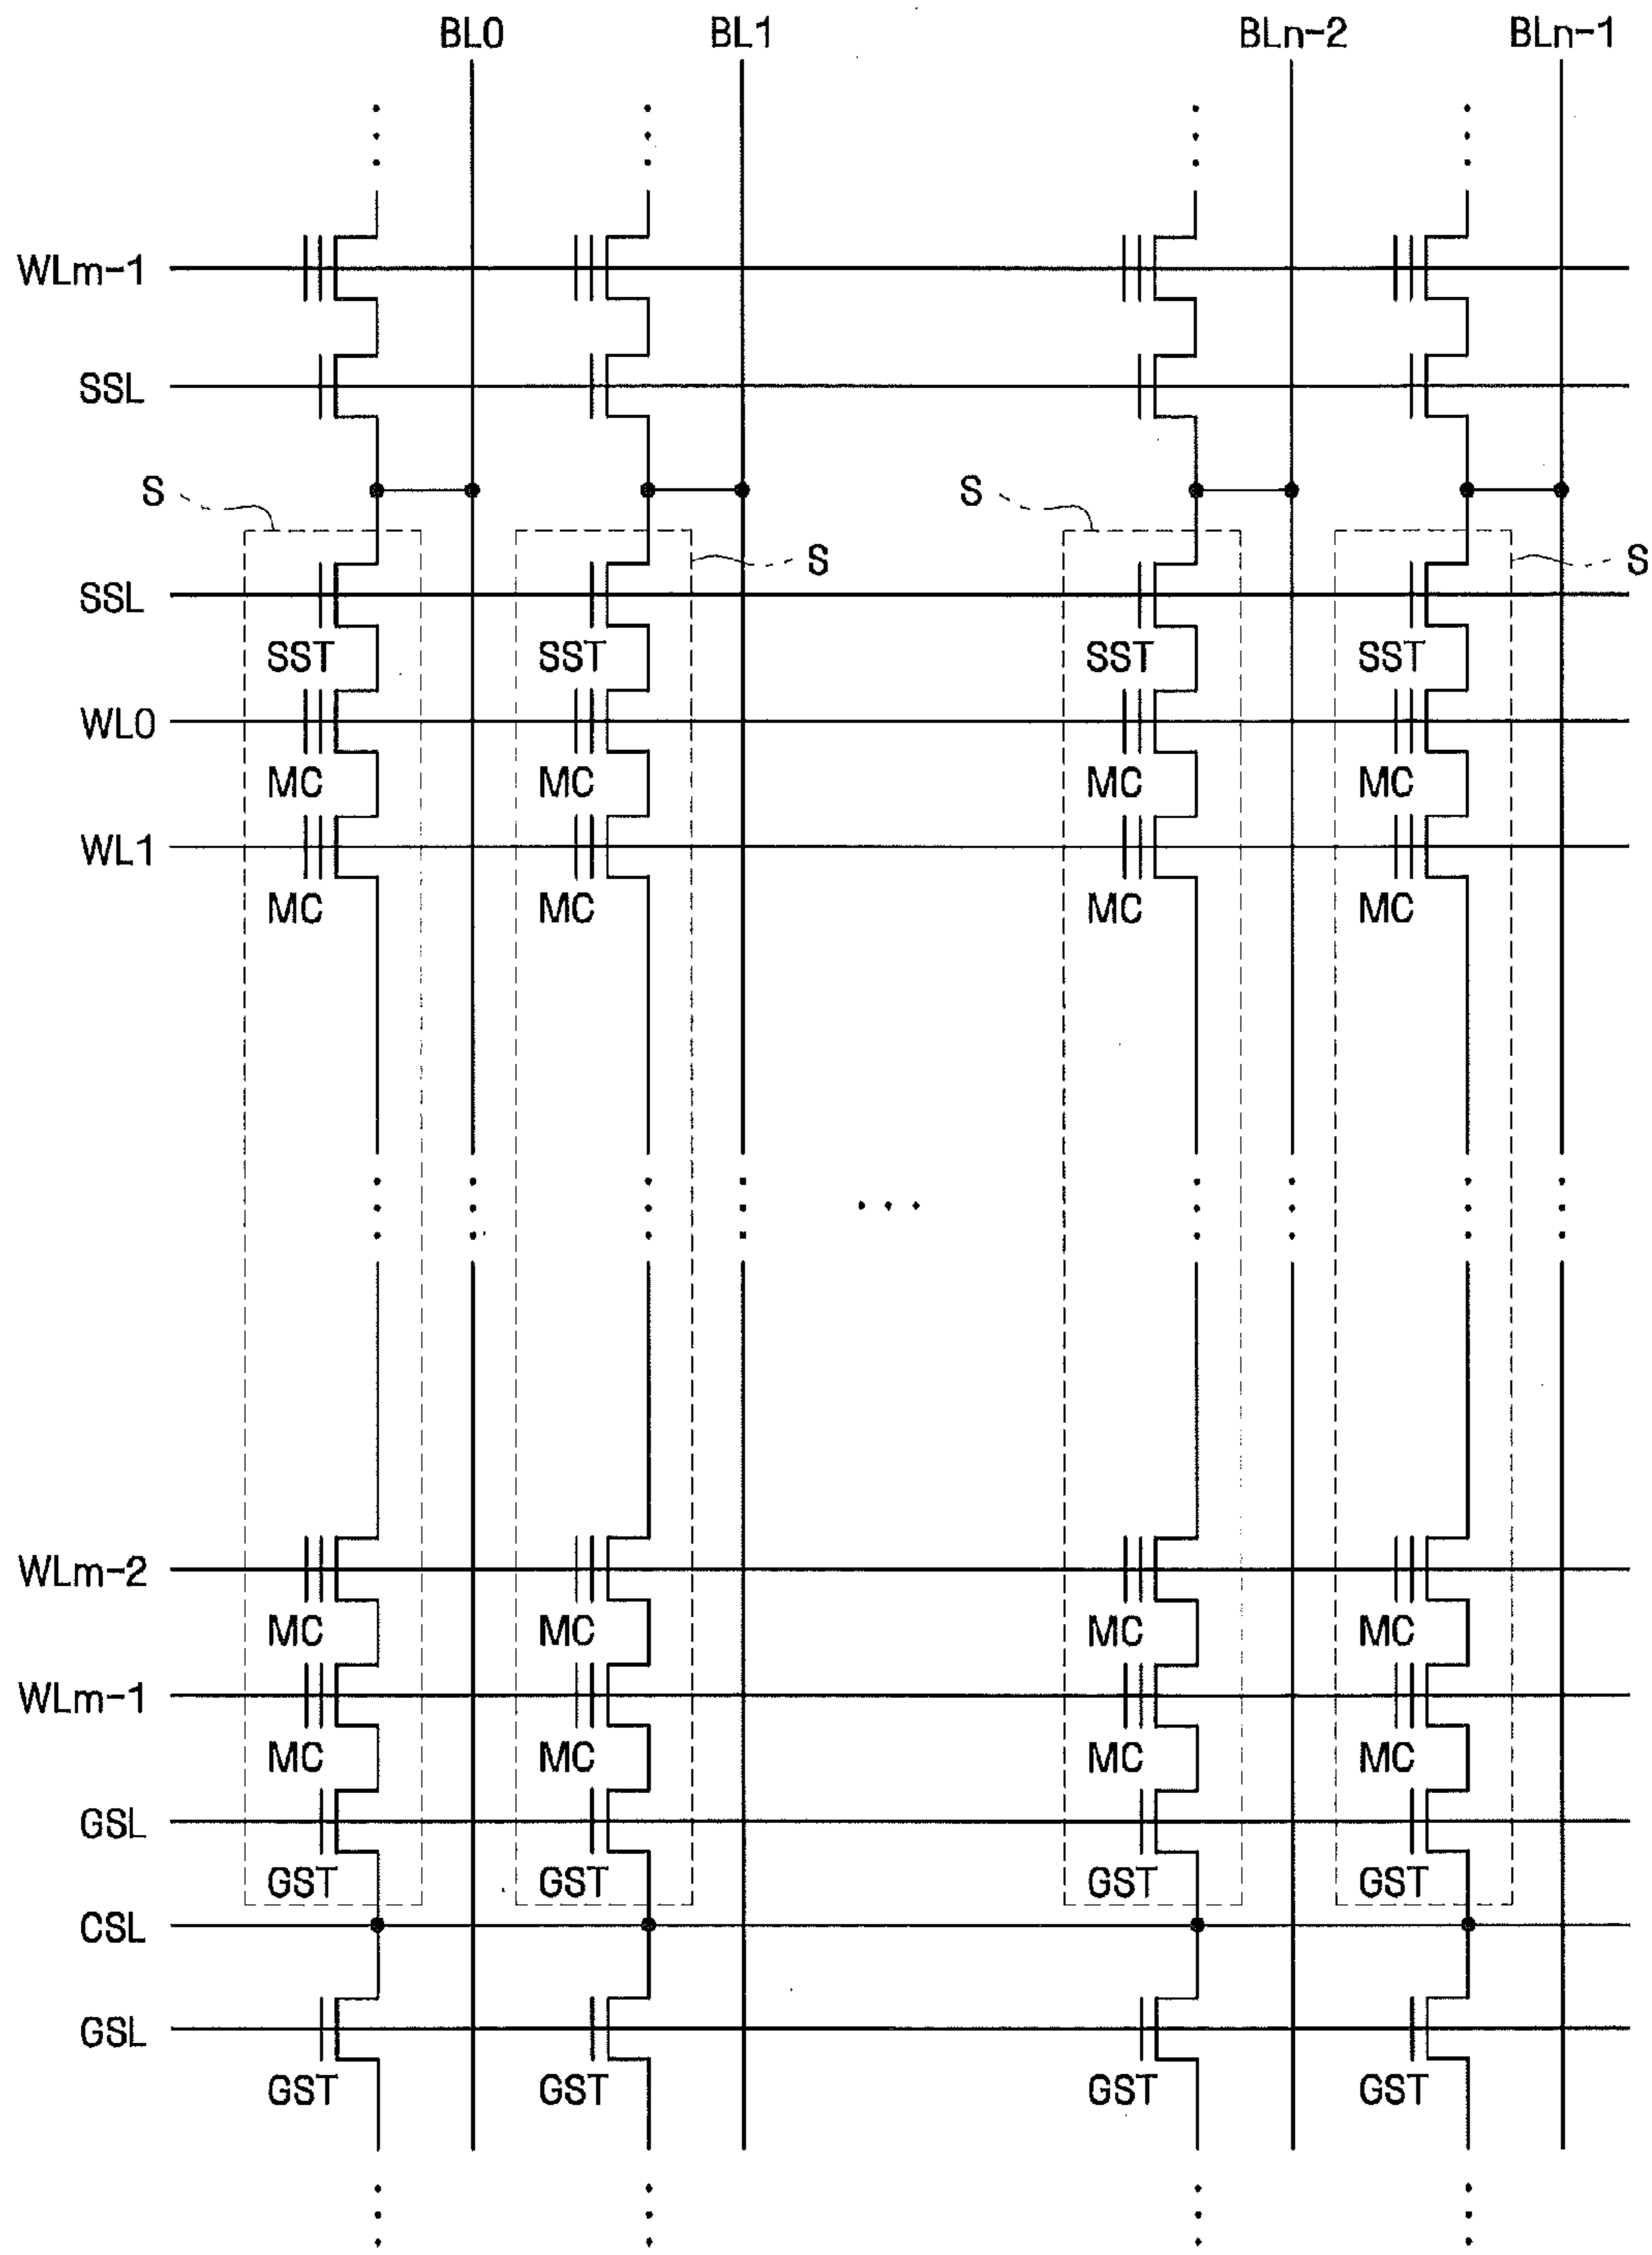 BL0 BL1 BLn-2 BLn-1
WLm-1
SSL
S S
S S
SSL
SST SST SST SST
WL0
MC MC MC MC
WL1
MC MC MC MC
WLm-2
MC MC MC MC
WLm-1
MC MC MC MC
GSL
GST GST GST GST
CSL
GSL
GST GST GST GST